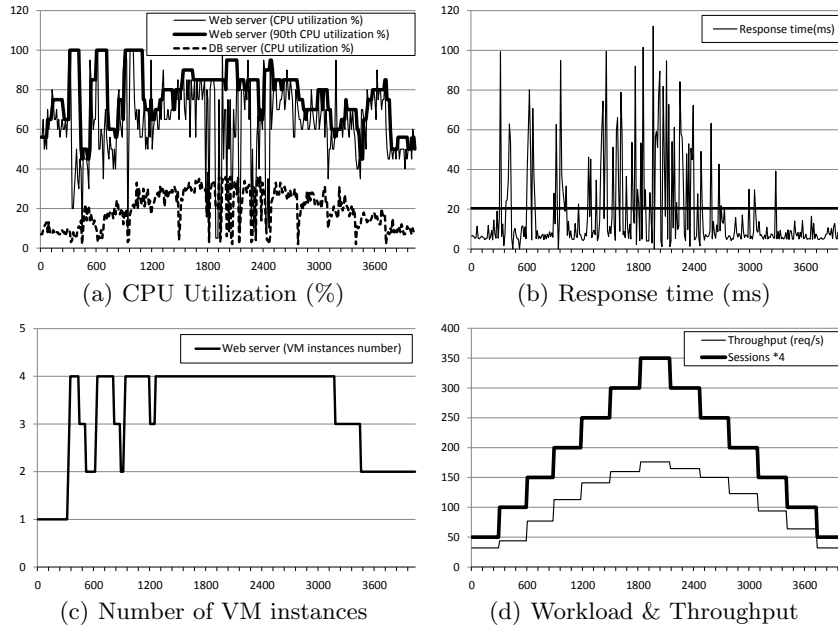 Web server (CPU utilization %)
Web server (90th CPU utilization %)
DB server (CPU utilization %)
120
100
80
60
40
20
0
0 600 1200 1800 2400 3000 3600
(a) CPU Utilization (%)
Response time(ms)
120
100
80
60
40
20
0
0 600 1200 1800 2400 3000 3600
(b) Response time (ms)
Web server (VM instances number)
5
4
3
2
1
0
0 600 1200 1800 2400 3000 3600
(c) Number of VM instances
Throughput (req/s)
Sessions *4
400
350
300
250
200
150
100
50
0
0 600 1200 1800 2400 3000 3600
(d) Workload & Throughput